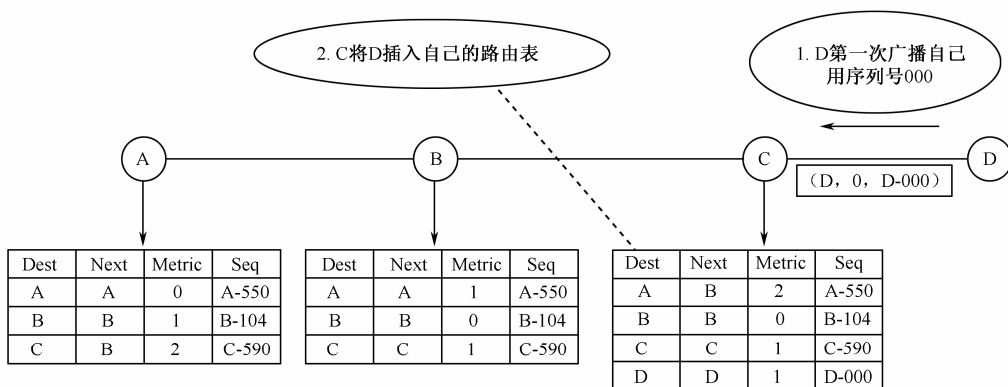 2. C将D插入自己的路由表
1. D第一次广播自己
用序列号000
A
B
C
D
（D，0，D-000）
Dest Next Metric Seq
A A 0 A-550
B B 1 B-104
C B 2 C-590
Dest Next Metric Seq
A A 1 A-550
B B 0 B-104
C C 1 C-590
Dest Next Metric Seq
A B 2 A-550
B B 0 B-104
C C 1 C-590
D D 1 D-000